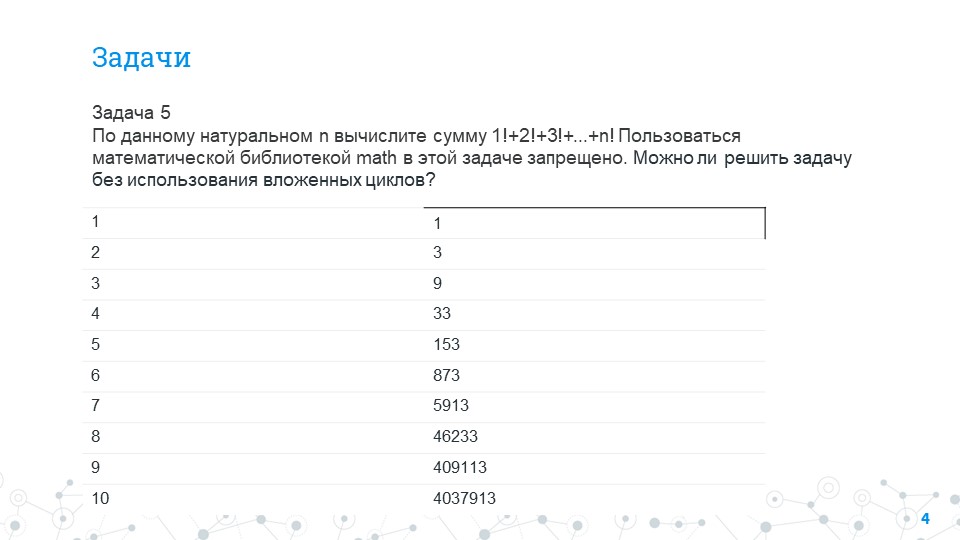 Задачи
Задача 5
По данному натуральном n вычислите сумму 1!+2!+3!+...+n! Пользоваться
математической библиотекой math в этой задаче запрещено. Можно ли решить задачу
без использования вложенных циклов?
1 1
2 3
3 9
4 33
5 153
6 873
7 5913
8 46233
9 409113
10 4037913
4